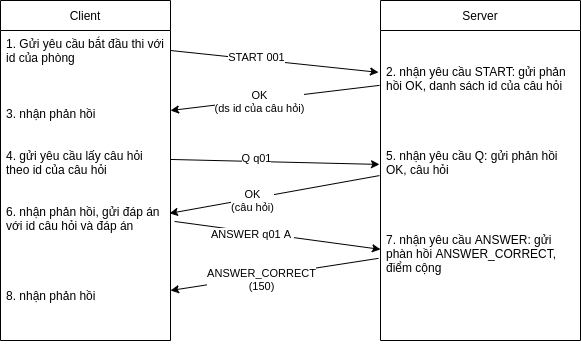 Client
Server
1. Gửi yêu cầu bắt đầu thi với
id của phòng
START 001
2. nhận yêu cầu START: gửi phản
hồi OK, danh sách id của câu hỏi
OK
(ds id của câu hỏi)
3. nhận phản hồi
4. gửi yêu cầu lấy câu hỏi
theo id của câu hỏi
Q q01
5. nhận yêu cầu Q: gửi phản hồi
OK, câu hỏi
OK
(câu hỏi)
6. nhận phản hồi, gửi đáp án
với id câu hỏi và đáp án
ANSWER q01 A
7. nhận yêu cầu ANSWER: gửi
phàn hồi ANSWER_CORRECT,
điểm cộng
ANSWER_CORRECT
(150)
8. nhận phản hồi